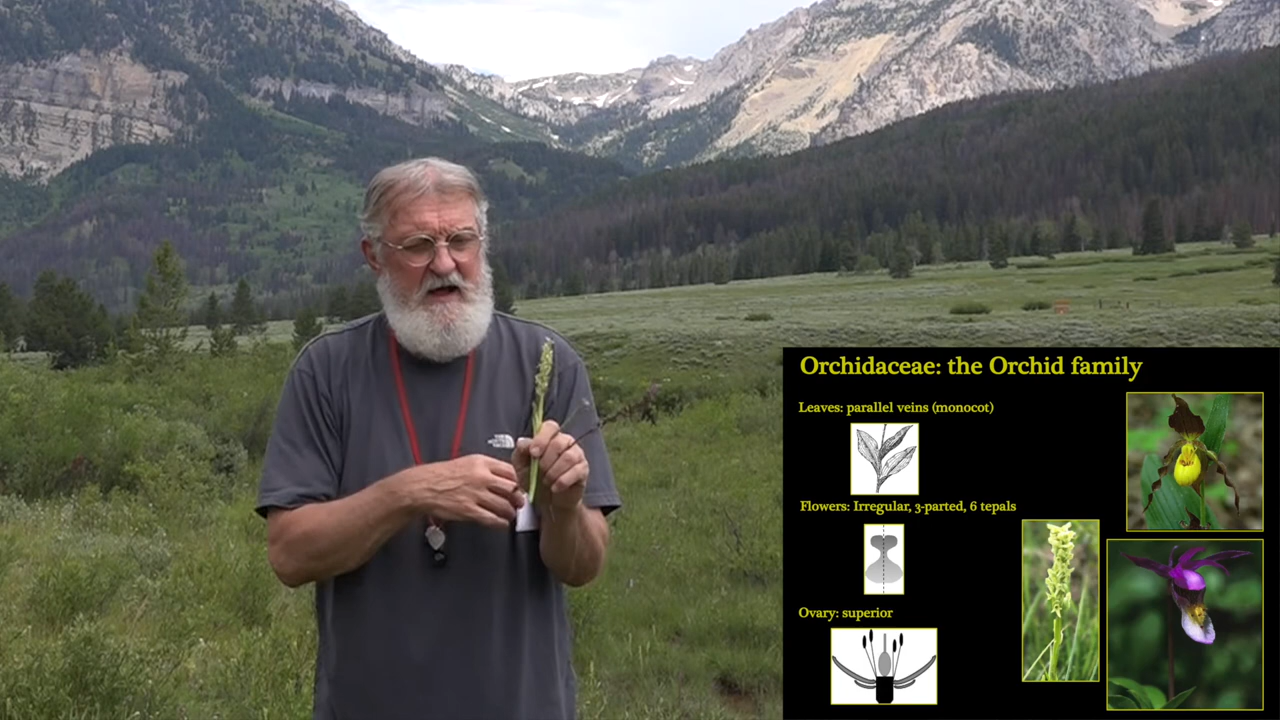 Orchidaceae: the Orchid family
Leaves: parallel veins (monocot)
Flowers: Irregular, 3-parted, 6 tepals
Ovary: superior
THE NORTH FACE